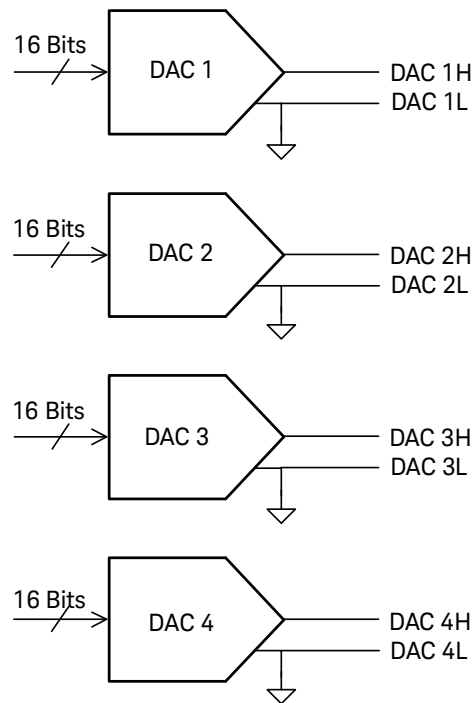 16 Bits
DAC 1
DAC 1H
DAC 1L
16 Bits
DAC 2
DAC 2H
DAC 2L
16 Bits
DAC 3
DAC 3H
DAC 3L
16 Bits
DAC 4
DAC 4H
DAC 4L